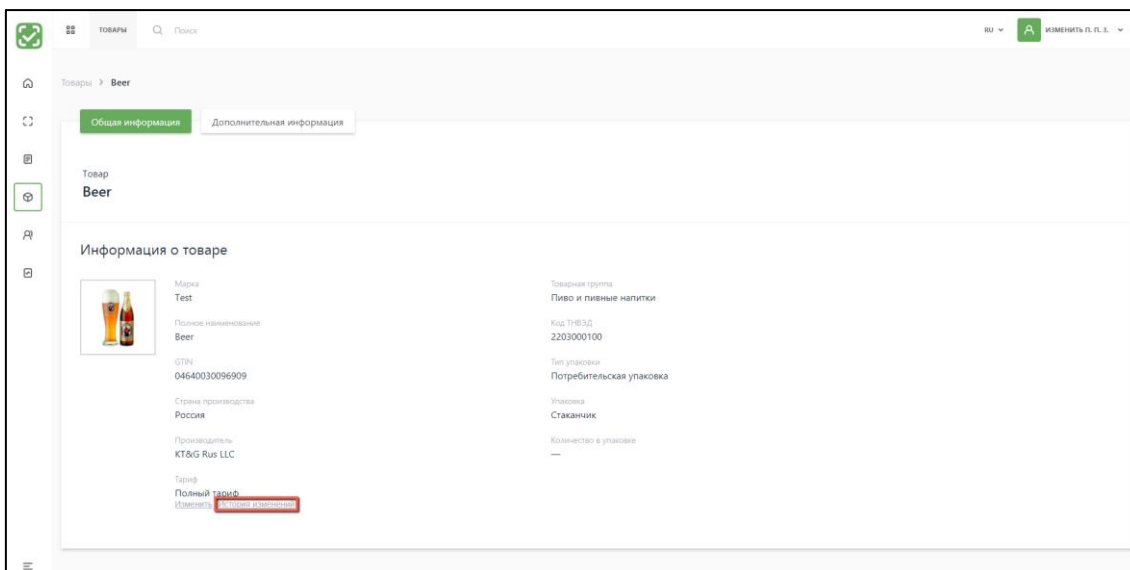 ТОВАРЫ Поиск RU ИЗМЕНИТЬ П. П. З.
Товары > Beer
Общая информация Дополнительная информация
Товар
Beer
Информация о товаре
Марка
Test
Полное наименование
Beer
GTIN
04640030096909
Страна производства
Россия
Производитель
KT&G Rus LLC
Тариф
Полный тариф
Изменить История изменений
Товарная группа
Пиво и пивные напитки
Код ТНВЭД
2203000100
Тип упаковки
Потребительская упаковка
Упаковка
Стаканчик
Количество в упаковке
—